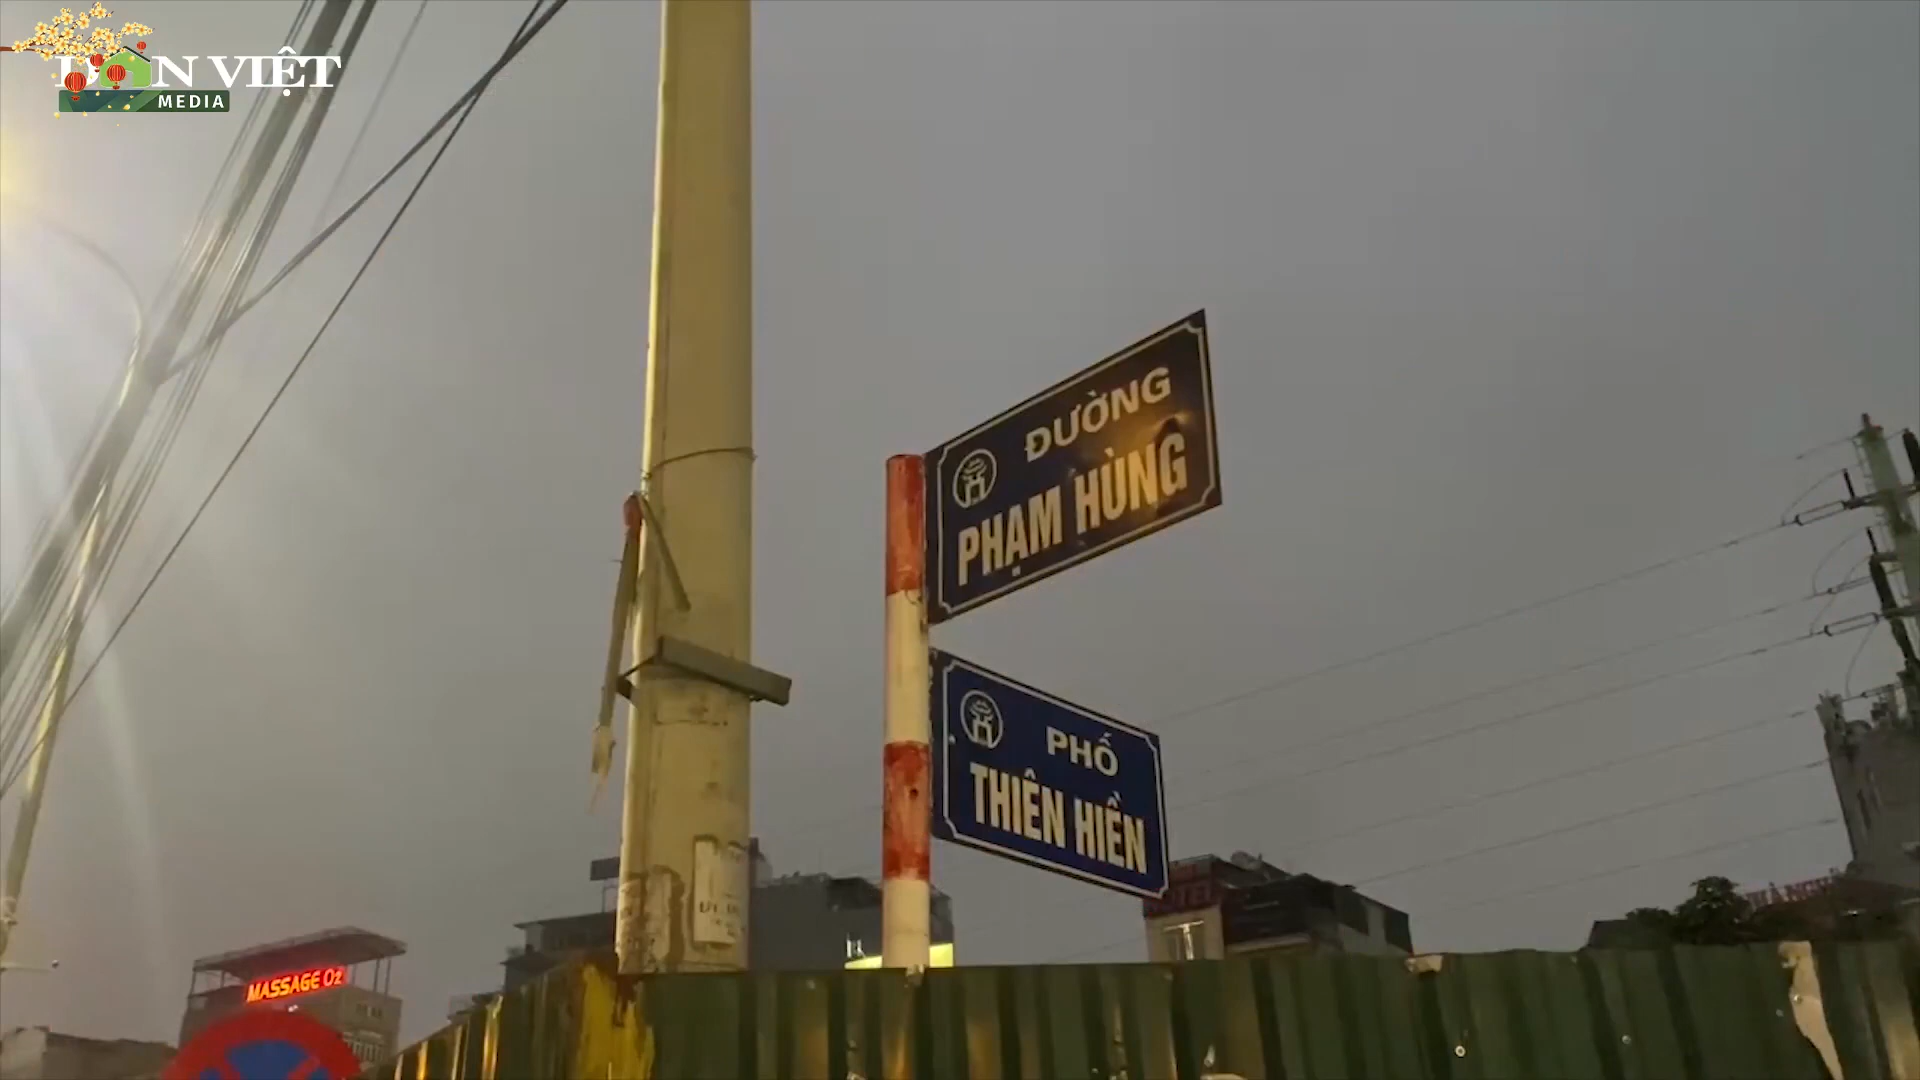 DÂN VIỆT
MEDIA
ĐƯỜNG
PHẠM HÙNG
PHỐ
THIÊN HIỀN
MASSAGE O2